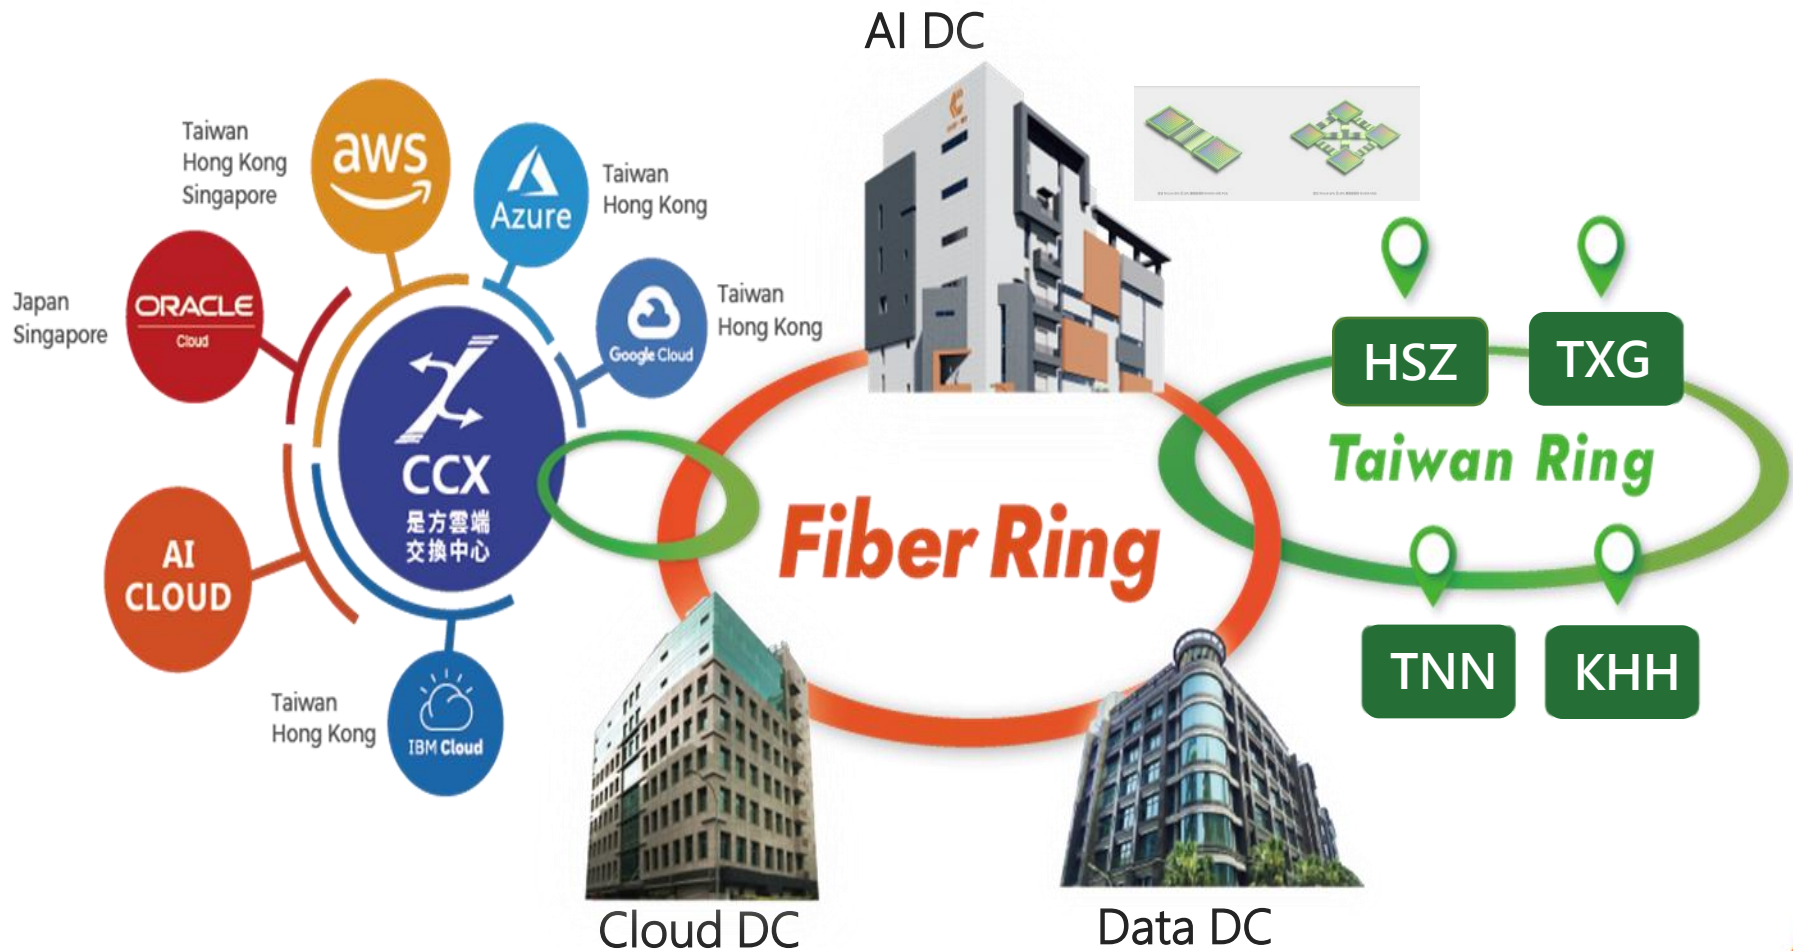 AI DC
Taiwan
Hong Kong
Singapore
aws
Azure
Taiwan
Hong Kong
Japan
Singapore
ORACLE
Cloud
Google Cloud
Taiwan
Hong Kong
CCX
是方雲端
交換中心
AI
CLOUD
Taiwan
Hong Kong
IBM Cloud
Fiber Ring
HSZ
TXG
Taiwan Ring
TNN
KHH
Cloud DC
Data DC